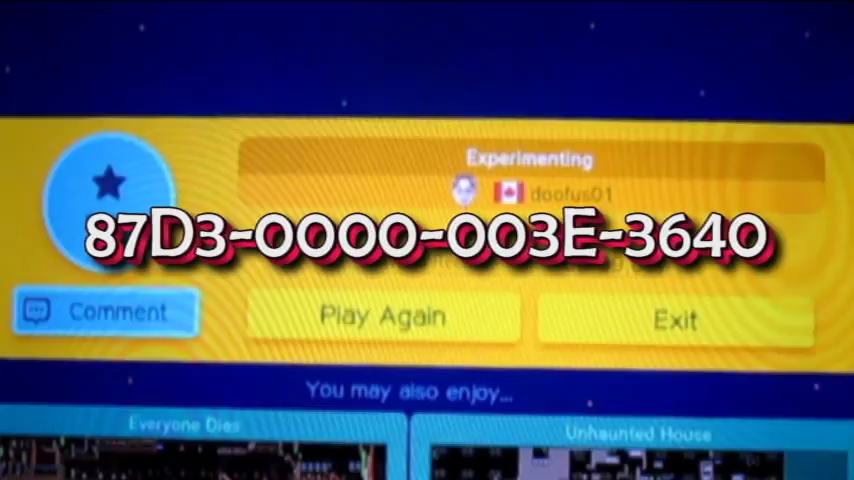 Experimenting
doofus01
87D3-0000-003E-3640
Comment
Play Again
Exit
You may also enjoy...
Everyone Dies
Unhaunted House